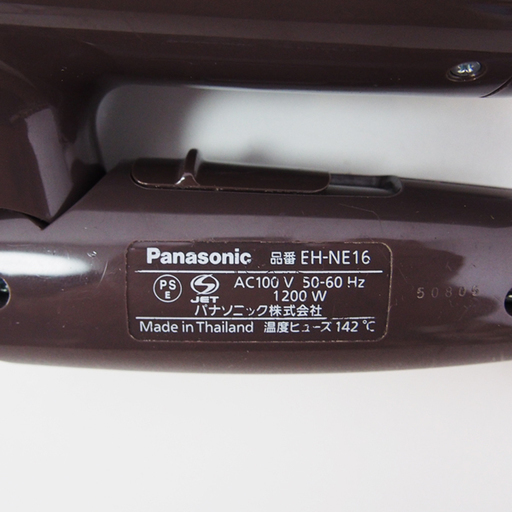 Panasonic 品番 EH-NE16
PS E JET AC100 V 50-60 Hz
1200 W
パナソニック株式会社
Made in Thailand 温度ヒューズ 142 ℃